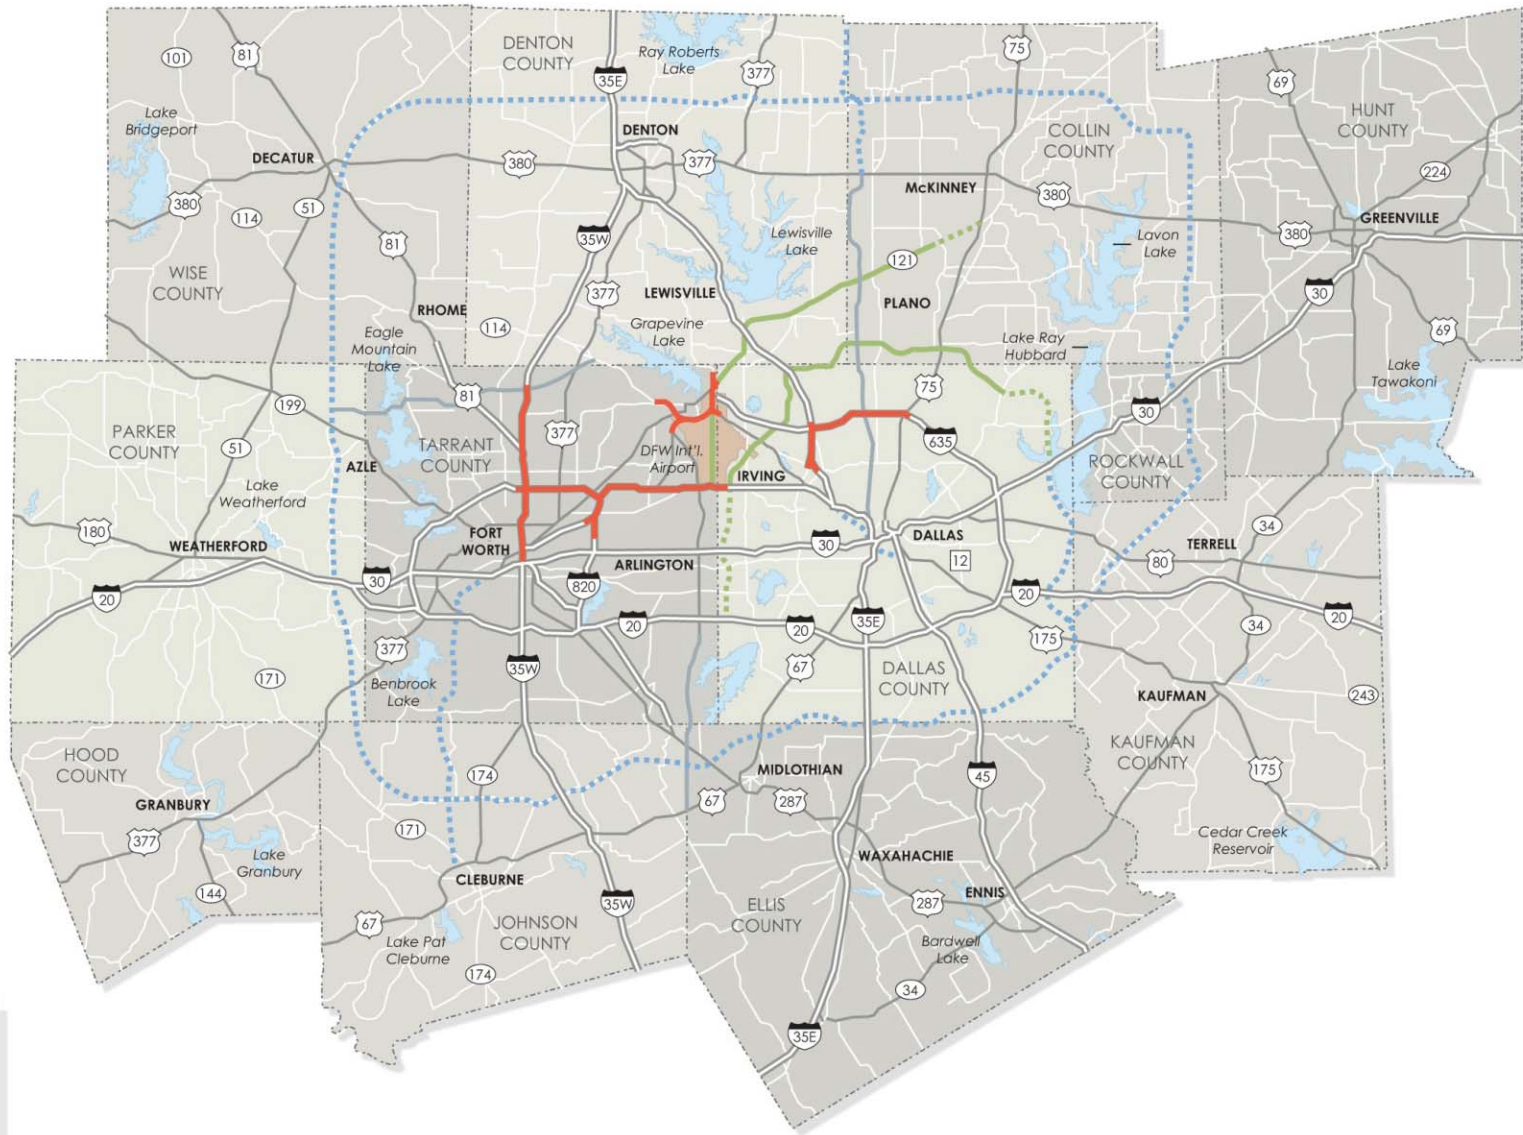 101
81
DENTON
COUNTY
35E
Ray Roberts
Lake
377
75
69
HUNT
COUNTY
Lake
Bridgeport
DECATUR
DENTON
380
377
COLLIN
COUNTY
McKINNEY
380
224
380
114
51
81
35W
Lewisville
Lake
Lavon
Lake
GREENVILLE
380
WISE
COUNTY
RHOME
377
LEWISVILLE
121
PLANO
30
114
Eagle
Mountain
Lake
Grapevine
Lake
Lake Ray
Hubbard
69
Lake
Tawakoni
81
75
199
30
PARKER
COUNTY
51
TARRANT
COUNTY
377
DFW Int'l.
Airport
635
AZLE
IRVING
ROCKWALL
COUNTY
Lake
Weatherford
180
WEATHERFORD
FORT
WORTH
30
DALLAS
34
TERRELL
12
80
20
30
820
ARLINGTON
20
20
20
35E
20
34
175
377
35W
67
DALLAS
COUNTY
171
Benbrook
Lake
KAUFMAN
243
HOOD
COUNTY
KAUFMAN
COUNTY
174
MIDLOTHIAN
45
175
GRANBURY
67
287
377
171
Lake
Granbury
Cedar Creek
Reservoir
WAXAHACHIE
144
CLEBURNE
35W
ELLIS
COUNTY
287
ENNIS
67
JOHNSON
COUNTY
Lake Pat
Cleburne
Bardwell
Lake
174
34
35E